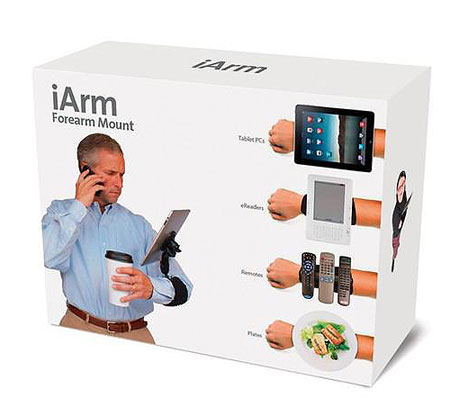 iArm
iArm
Forearm Mount
Tablet PCs
eReaders
Remotes
Plates